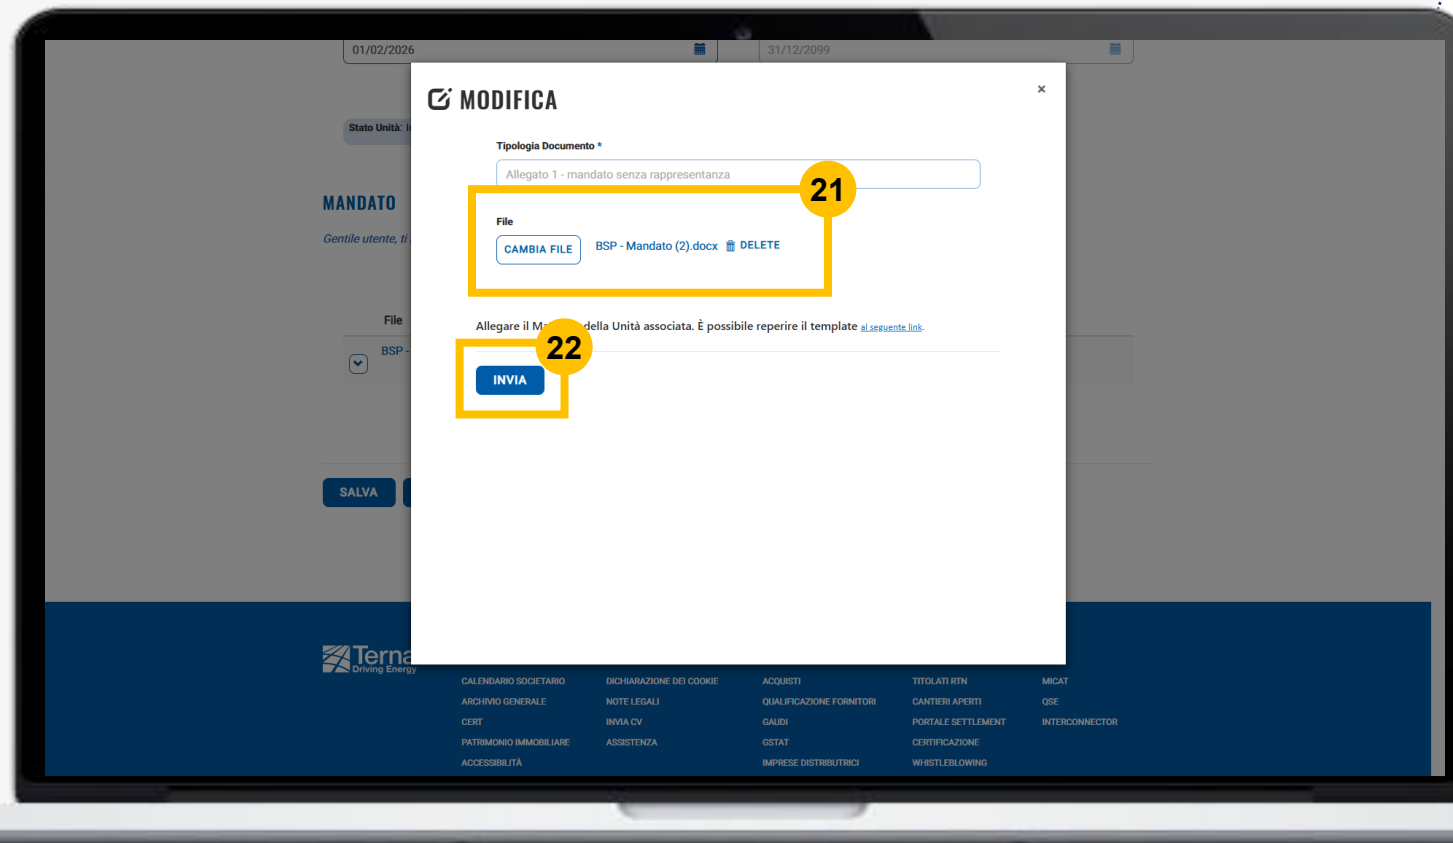 01/02/2026
31/12/2099
MODIFICA
×
Stato Unità:
Tipologia Documento *
Allegato 1 - mandato senza rappresentanza
21
MANDATO
Gentile utente, ti
File
CAMBIA FILE
BSP - Mandato (2).docx
DELETE
File
Allegare il della Unità associata. È possibile reperire il template al seguente link.
22
BSP -
INVIA
SALVA
Terna
Driving Energy
CALENDARIO SOCIETARIO DICHIARAZIONE DEI COOKIE ACQUISTI TITOLATI RTN MICAT
ARCHIVIO GENERALE NOTE LEGALI QUALIFICAZIONE FORNITORI CANTIERI APERTI QSE
CERT INVIA CV GAUDI PORTALE SETTLEMENT INTERCONNECTOR
PATRIMONIO IMMOBILIARE ASSISTENZA GSTAT CERTIFICAZIONE
ACCESSIBILITÀ IMPRESE DISTRIBUTRICI WHISTLEBLOWING